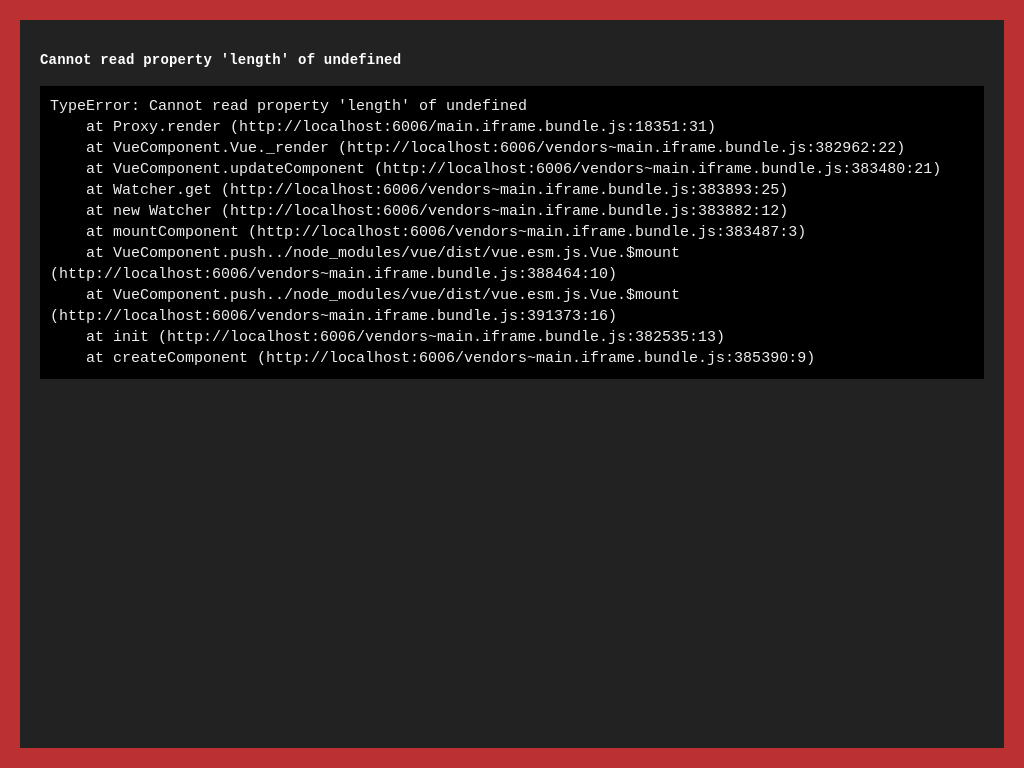 Cannot read property 'length' of undefined
TypeError: Cannot read property 'length' of undefined
    at Proxy.render (http://localhost:6006/main.iframe.bundle.js:18351:31)
    at VueComponent.Vue._render (http://localhost:6006/vendors~main.iframe.bundle.js:382962:22)
    at VueComponent.updateComponent (http://localhost:6006/vendors~main.iframe.bundle.js:383480:21)
    at Watcher.get (http://localhost:6006/vendors~main.iframe.bundle.js:383893:25)
    at new Watcher (http://localhost:6006/vendors~main.iframe.bundle.js:383882:12)
    at mountComponent (http://localhost:6006/vendors~main.iframe.bundle.js:383487:3)
    at VueComponent.push../node_modules/vue/dist/vue.esm.js.Vue.$mount
(http://localhost:6006/vendors~main.iframe.bundle.js:388464:10)
    at VueComponent.push../node_modules/vue/dist/vue.esm.js.Vue.$mount
(http://localhost:6006/vendors~main.iframe.bundle.js:391373:16)
    at init (http://localhost:6006/vendors~main.iframe.bundle.js:382535:13)
    at createComponent (http://localhost:6006/vendors~main.iframe.bundle.js:385390:9)